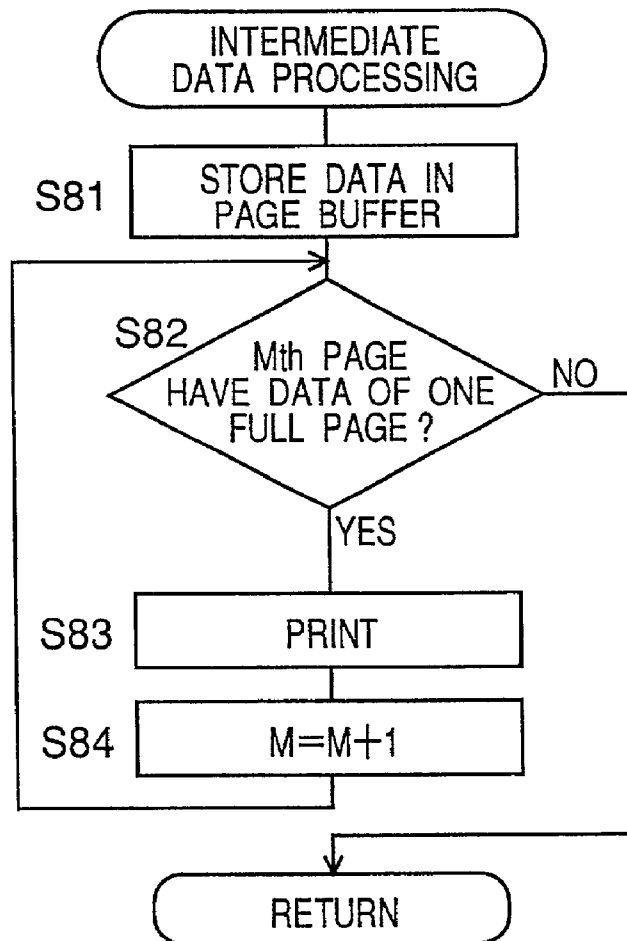 INTERMEDIATE
DATA PROCESSING
S81
STORE DATA IN
PAGE BUFFER
S82
Mth PAGE
HAVE DATA OF ONE
FULL PAGE?
NO
YES
S83
PRINT
S84
M=M+1
RETURN